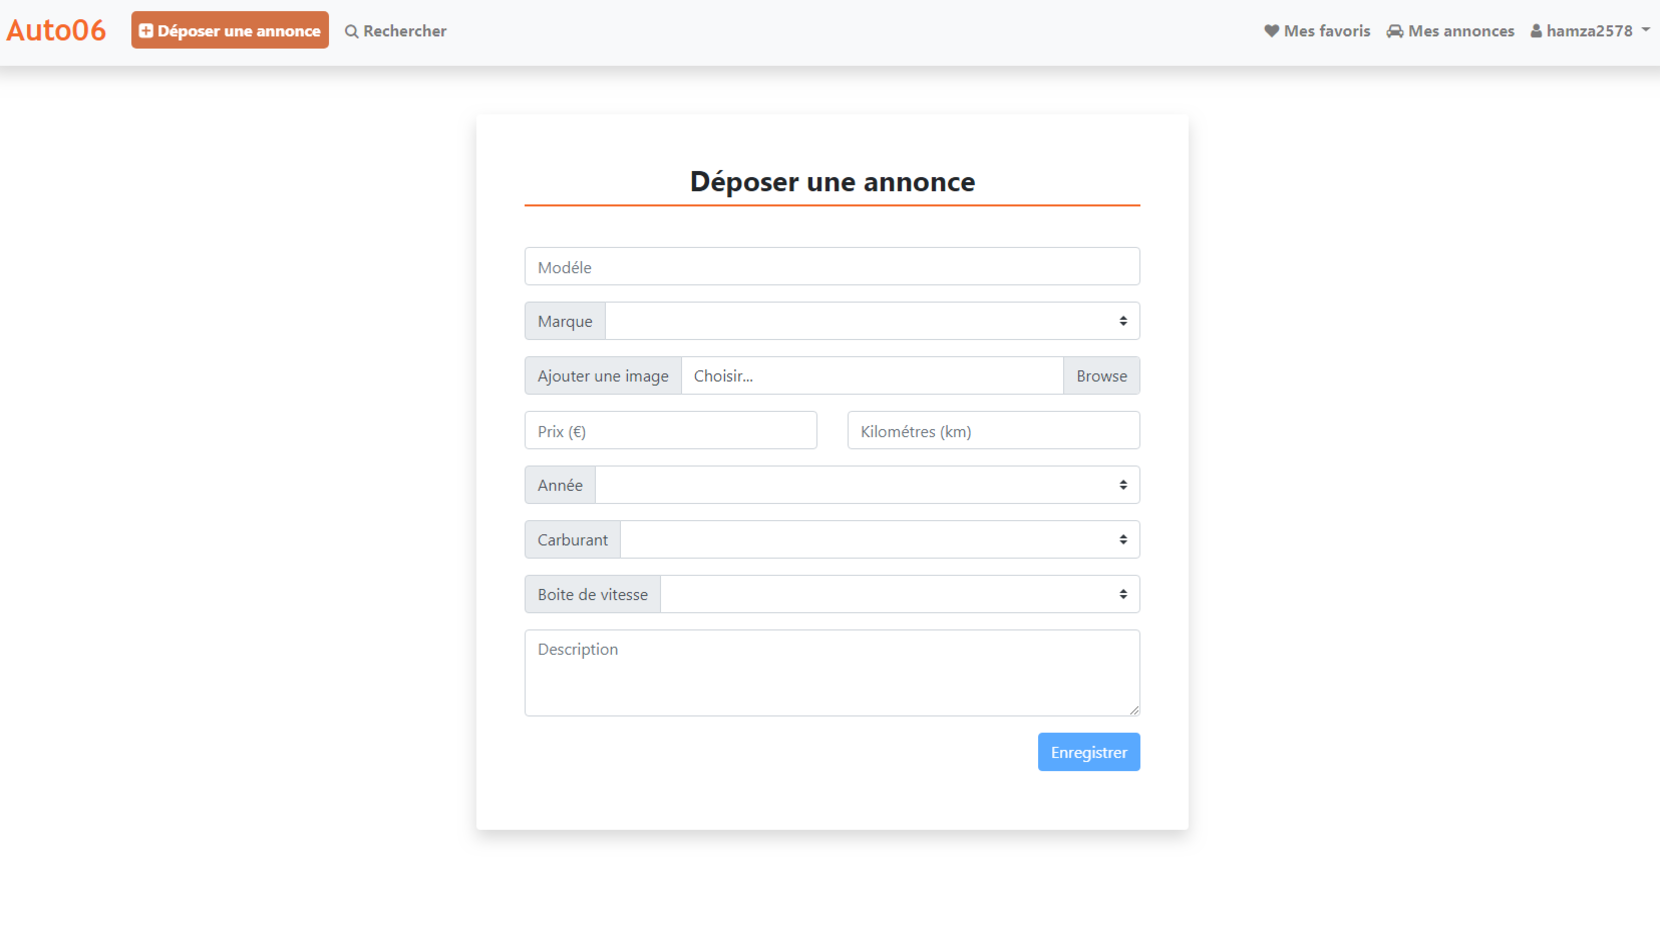 Auto06 Déposer une annonce Rechercher Mes favoris Mes annonces hamza2578
Déposer une annonce
Modéle
Marque
Ajouter une image Choisir... Browse
Prix (€) Kilométres (km)
Année
Carburant
Boite de vitesse
Description
Enregistrer